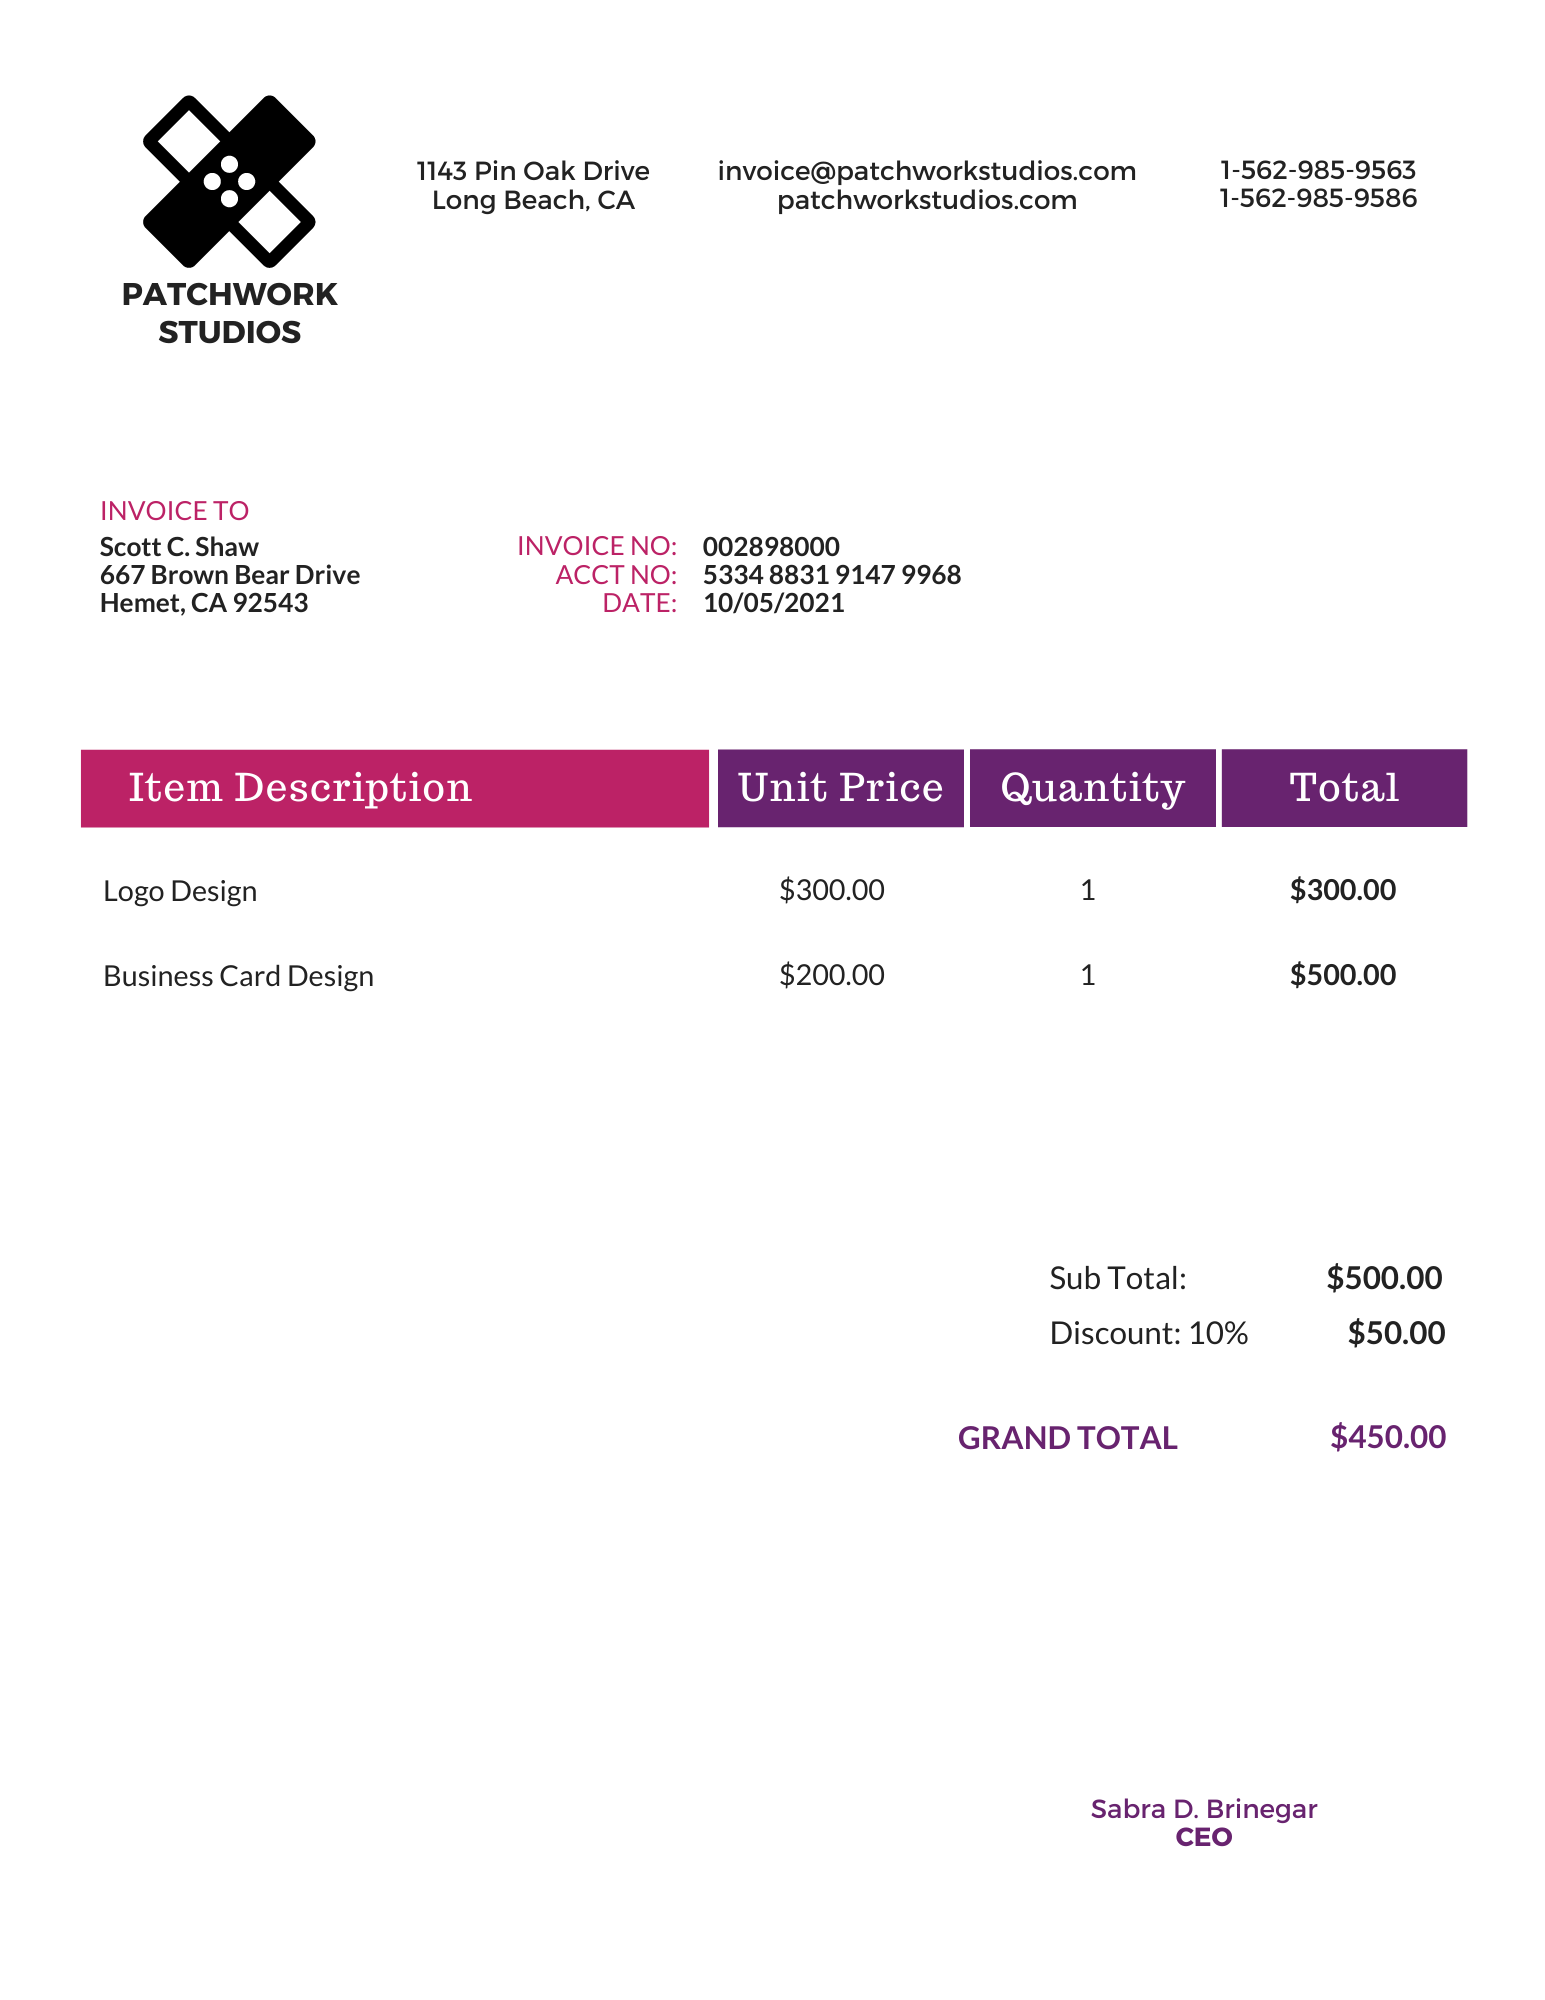 PATCHWORK
STUDIOS
1143 Pin Oak Drive
Long Beach, CA
invoice@patchworkstudios.com
patchworkstudios.com
1-562-985-9563
1-562-985-9586
INVOICE TO
Scott C. Shaw
667 Brown Bear Drive
Hemet, CA 92543
INVOICE NO: 002898000
ACCT NO: 5334 8831 9147 9968
DATE: 10/05/2021
Item Description Unit Price Quantity Total
Logo Design $300.00 1 $300.00
Business Card Design $200.00 1 $500.00
Sub Total: $500.00
Discount: 10% $50.00
GRAND TOTAL $450.00
Sabra D. Brinegar
CEO